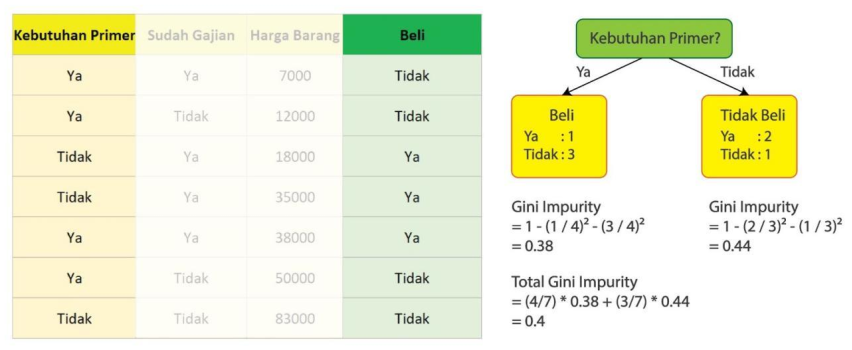 Kebutuhan Primer Sudah Gajian Harga Barang Beli
Ya Ya 7000 Tidak
Ya Tidak 12000 Tidak
Tidak Ya 18000 Ya
Tidak Ya 35000 Ya
Ya Ya 38000 Ya
Ya Tidak 50000 Tidak
Tidak Tidak 83000 Tidak
Kebutuhan Primer?
Ya Tidak
Beli
Ya : 1
Tidak : 3
Tidak Beli
Ya : 2
Tidak : 1
Gini Impurity
= 1 - (1 / 4)² - (3 / 4)²
= 0.38
Gini Impurity
= 1 - (2 / 3)² - (1 / 3)²
= 0.44
Total Gini Impurity
= (4/7) * 0.38 + (3/7) * 0.44
= 0.4